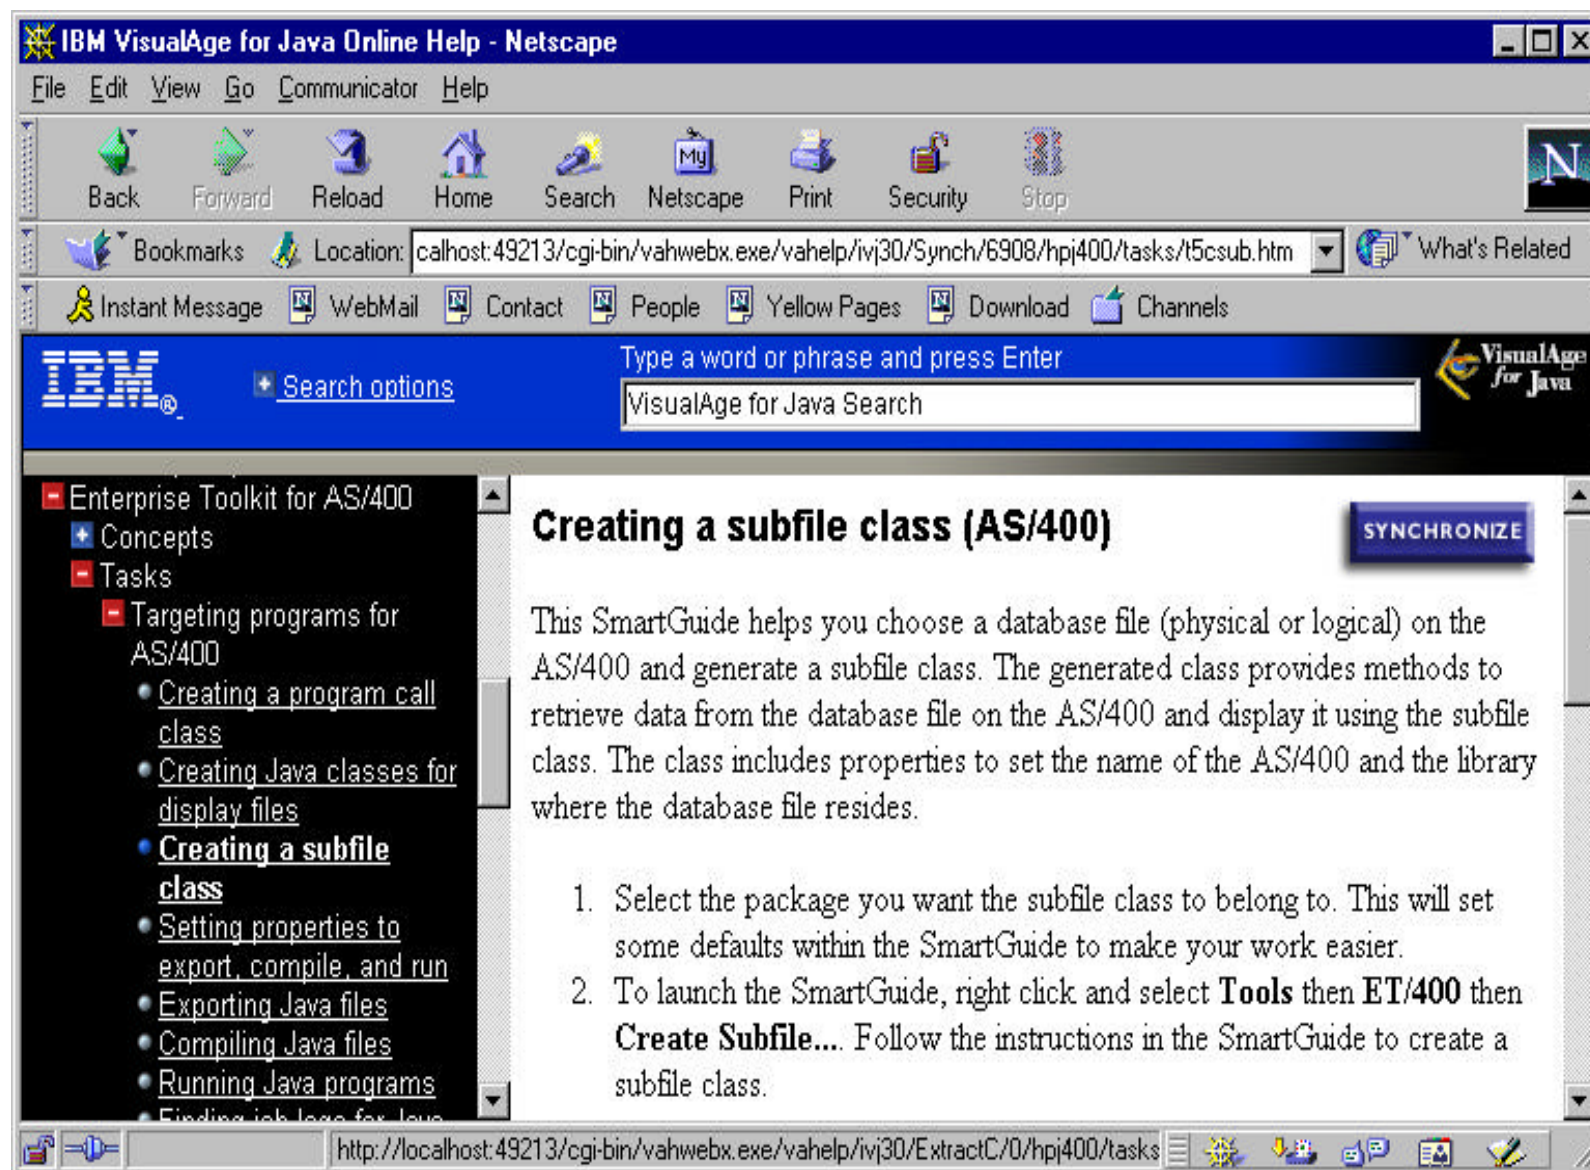 IBM VisualAge for Java Online Help - Netscape
File Edit View Go Communicator Help
Back Forward Reload Home Search Netscape Print Security Stop
My
N
Bookmarks Location: calhost:49213/cgi-bin/vahwebx.exe/vahelp/ivj30/Synch/6908/hpj400/tasks/t5csub.htm What's Related
Instant Message WebMail Contact People Yellow Pages Download Channels
IBM®
Search options
Type a word or phrase and press Enter
VisualAge for Java Search
VisualAge
for Java
Enterprise Toolkit for AS/400
Concepts
Tasks
Targeting programs for
AS/400
Creating a program call
class
Creating Java classes for
display files
Creating a subfile
class
Setting properties to
export, compile, and run
Exporting Java files
Compiling Java files
Running Java programs
Finding job logs for Java
Creating a subfile class (AS/400)
SYNCHRONIZE
This SmartGuide helps you choose a database file (physical or logical) on the
AS/400 and generate a subfile class. The generated class provides methods to
retrieve data from the database file on the AS/400 and display it using the subfile
class. The class includes properties to set the name of the AS/400 and the library
where the database file resides.
1. Select the package you want the subfile class to belong to. This will set
some defaults within the SmartGuide to make your work easier.
2. To launch the SmartGuide, right click and select Tools then ET/400 then
Create Subfile.... Follow the instructions in the SmartGuide to create a
subfile class.
http://localhost:49213/cgi-bin/vahwebx.exe/vahelp/ivj30/ExtractC/0/hpj400/tasks